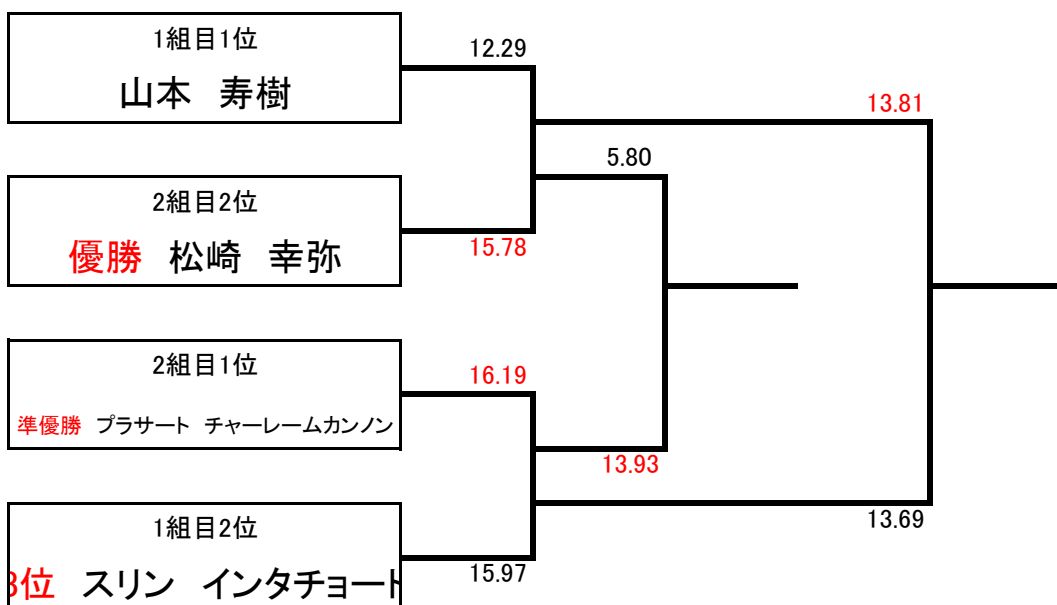 1組目1位
山本　寿樹
12.29
13.81
5.80
2組目2位
優勝　松崎　幸弥
15.78
2組目1位
準優勝　プラサート　チャーレームカンノン
16.19
13.93
13.69
1組目2位
3位　スリン　インタチョート
15.97